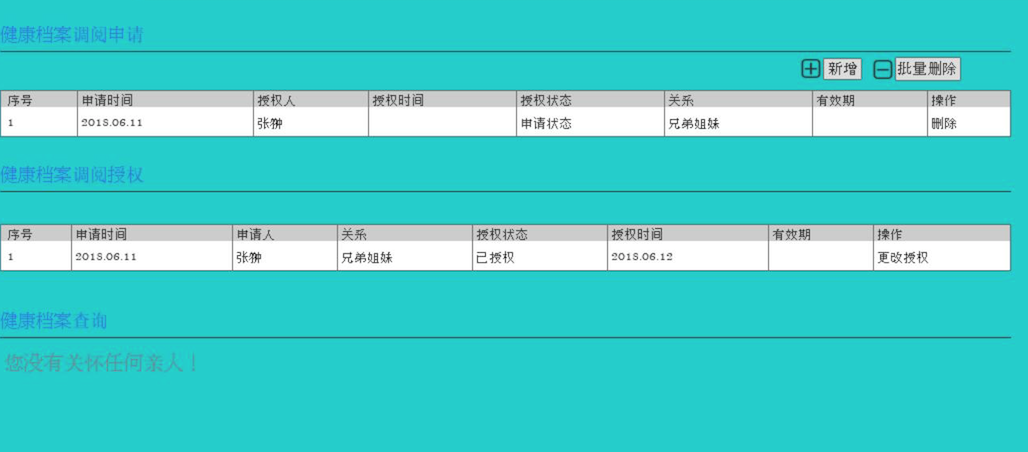 健康档案调阅申请
新增 批量删除
序号 申请时间 授权人 授权时间 授权状态 关系 有效期 操作
1 2018.06.11 张翀 申请状态 兄弟姐妹 删除
健康档案调阅授权
序号 申请时间 申请人 关系 授权状态 授权时间 有效期 操作
1 2018.06.11 张翀 兄弟姐妹 已授权 2018.06.12 更改授权
健康档案查询
您没有关怀任何亲人！